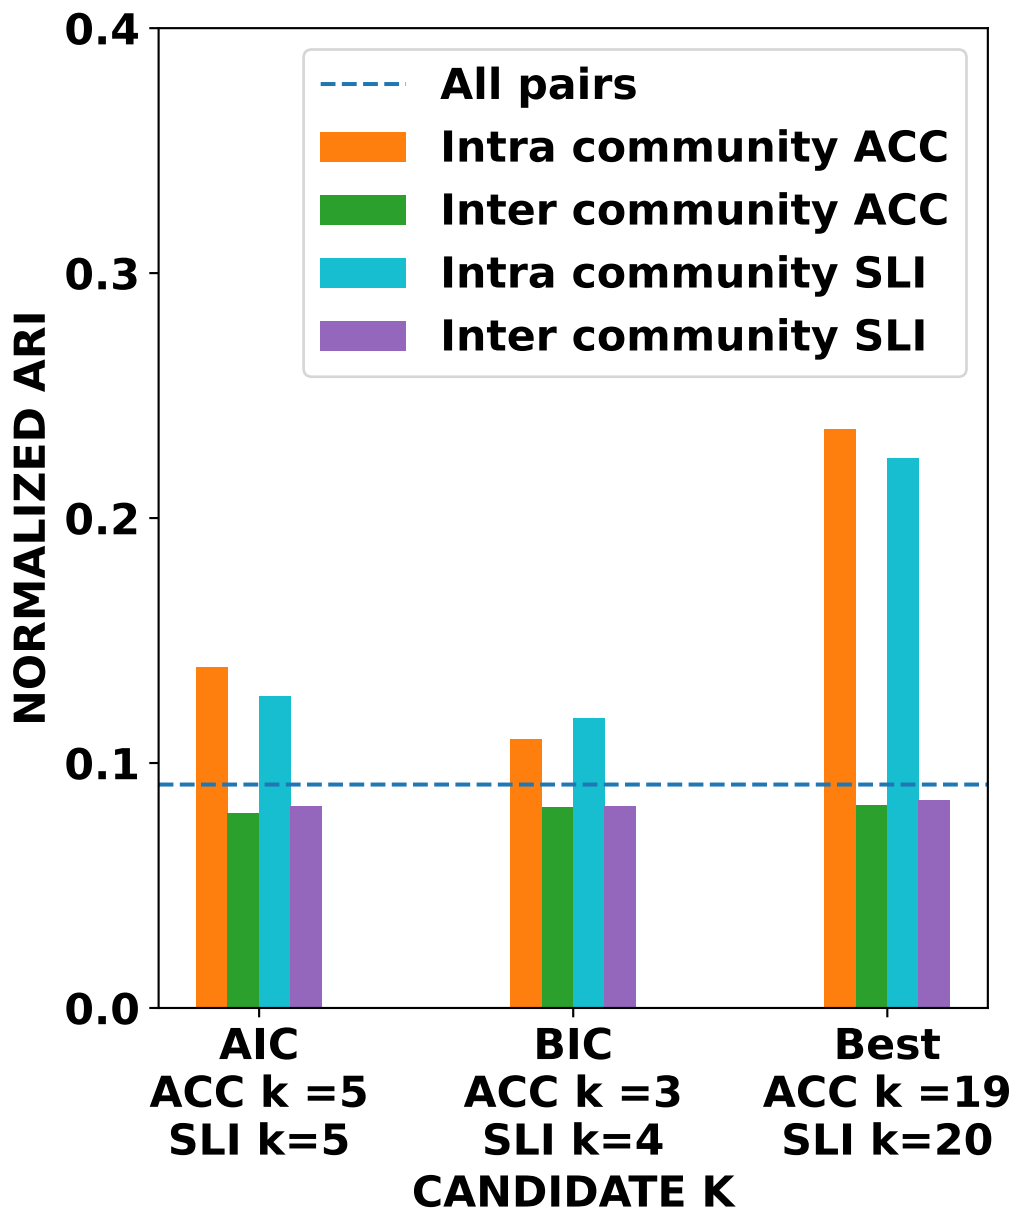 0.4
0.3
0.2
0.1
0.0
NORMALIZED ARI
All pairs
Intra community ACC
Inter community ACC
Intra community SLI
Inter community SLI
AIC
ACC k =5
SLI k=5
BIC
ACC k =3
SLI k=4
Best
ACC k =19
SLI k=20
CANDIDATE K